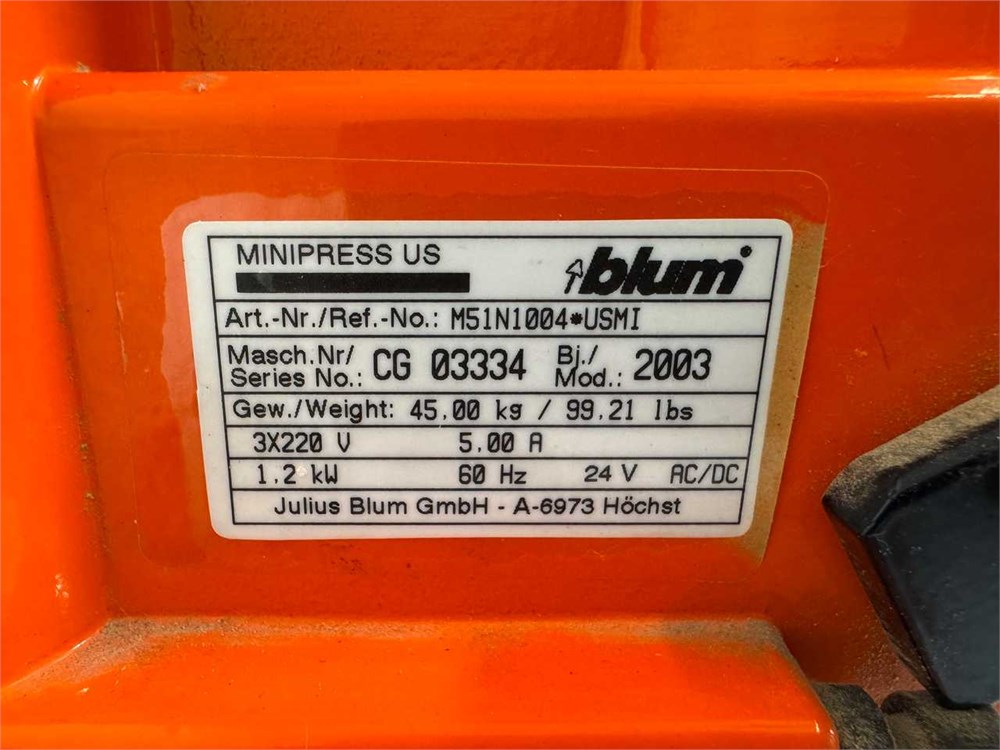 MINIPRESS US
blum
Art.-Nr./Ref.-No.: M51N1004*USMI
Masch.Nr/ Series No.: CG 03334 Bj./ Mod.: 2003
Gew./Weight: 45.00 kg / 99.21 lbs
3X220 V 5.00 A
1.2 kW 60 Hz 24 V AC/DC
Julius Blum GmbH - A-6973 Höchst